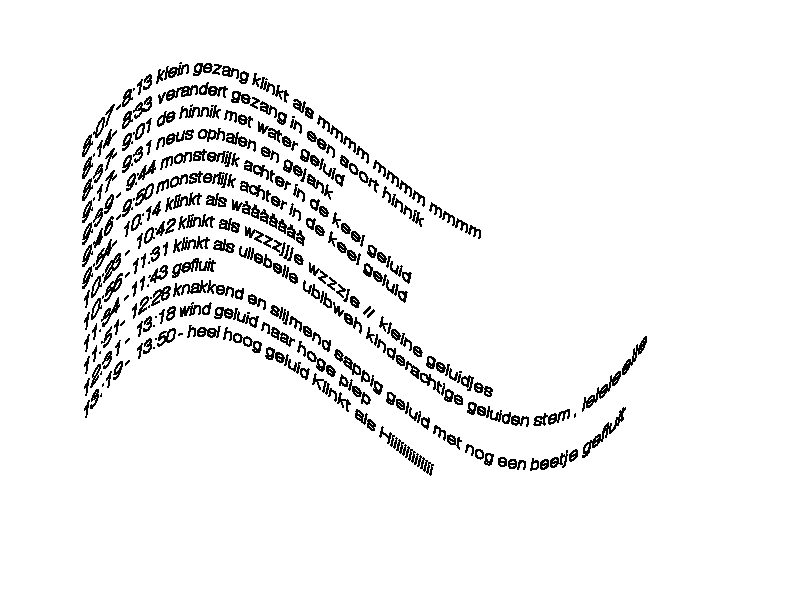 8:07 -8:13 klein gezang klinkt als mmmm mmmm mmmm
8:14- 8:33 verandert gezang in een soort hinnik
8:37- 9:01 de hinnik met water geluid
9:17- 9:31 neus ophalen en gejank
9:39 - 9:44 monsterlijk achter in de keel geluid
9:46 -9:50 monsterlijk achter in de keel geluid
9:54- 10:14 klinkt als wààààààà
10:23 - 10:42 klinkt als wzzzjjje wzzzje // kleine geluidjes
10:56 -11:31 klinkt als ullebelle ubibweh kinderachtige geluiden stem , leleleelle
11:34 -11:43 gefluit
11:51- 12:28 knakkend en slijmend sappig geluid met nog een beetje gefluit
12:31 - 13:18 wind geluid naar hoge piep
13:19 - 13:50 - heel hoog geluid Klinkt als Hiiiiiiiiiiiii